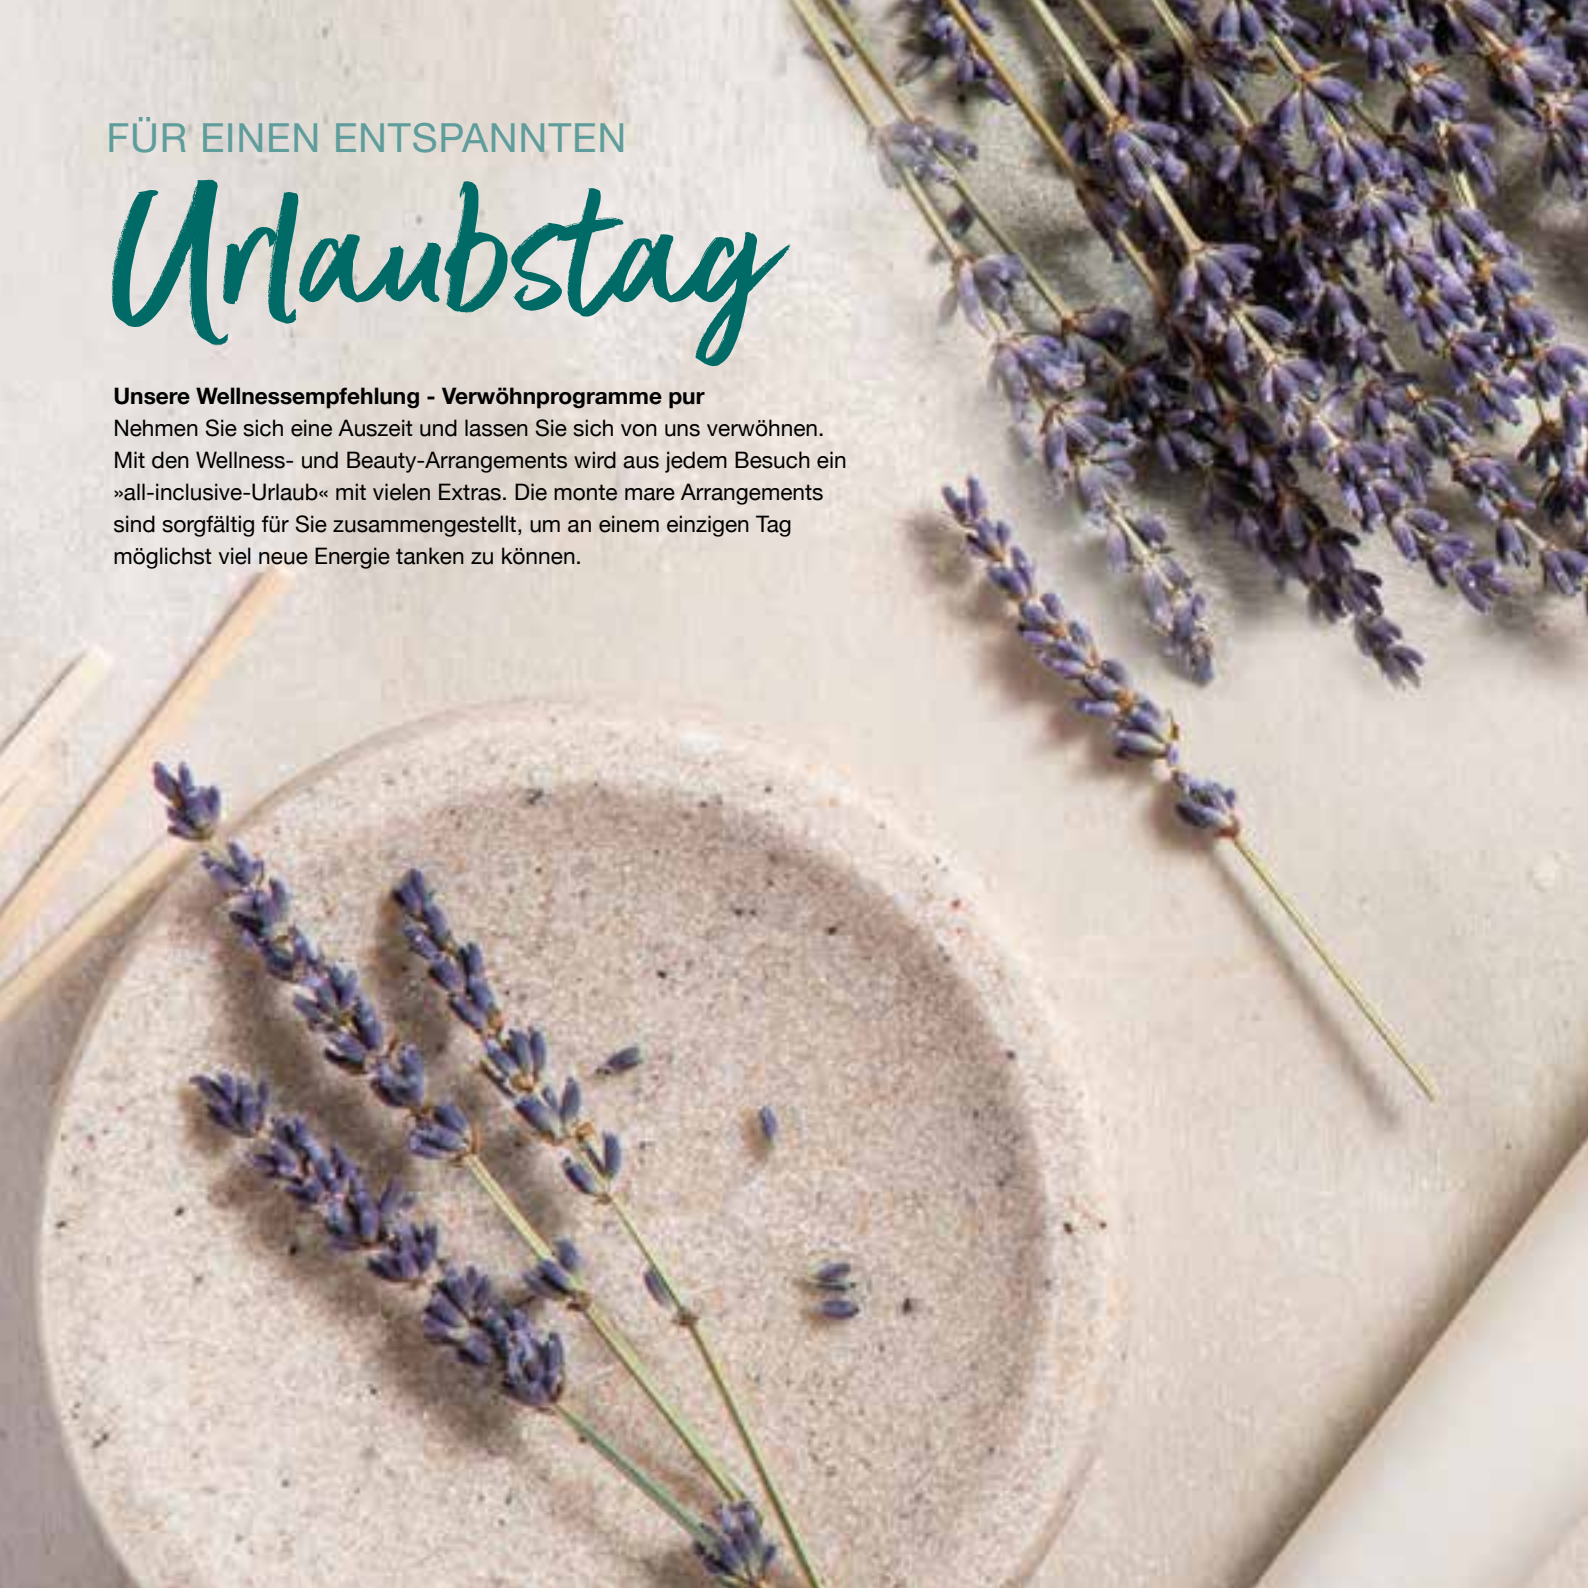 FÜR EINEN ENTSPANNTEN
Urlaubstag
Unsere Wellnessempfehlung - Verwöhnprogramme pur
Nehmen Sie sich eine Auszeit und lassen Sie sich von uns verwöhnen.
Mit den Wellness- und Beauty-Arrangements wird aus jedem Besuch ein
»all-inclusive-Urlaub« mit vielen Extras. Die monte mare Arrangements
sind sorgfältig für Sie zusammengestellt, um an einem einzigen Tag
möglichst viel neue Energie tanken zu können.